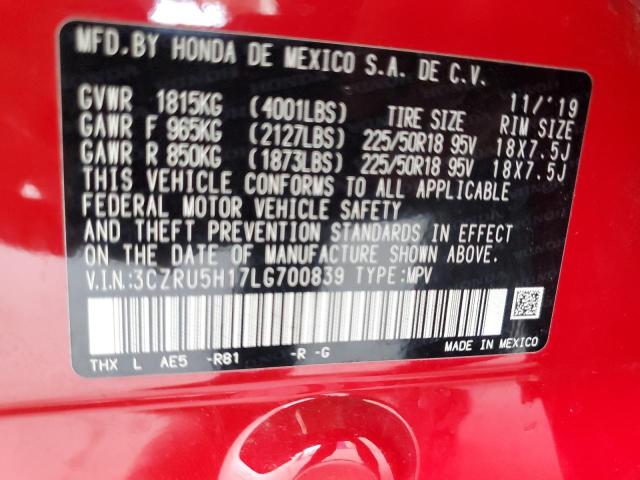 MFD.BY HONDA DE MEXICO S.A. DE C.V.
11/'19
GVWR 1815KG (4001LBS) TIRE SIZE RIM SIZE
GAWR F 965KG (2127LBS) 225/50R18 95V 18X7.5J
GAWR R 850KG (1873LBS) 225/50R18 95V 18X7.5J
THIS VEHICLE CONFORMS TO ALL APPLICABLE
FEDERAL MOTOR VEHICLE SAFETY
AND THEFT PREVENTION STANDARDS IN EFFECT
ON THE DATE OF MANUFACTURE SHOWN ABOVE.
V.I.N.:3CZRU5H17LG700839 TYPE:MPV
THX L AE5 -R81 -R -G
MADE IN MEXICO